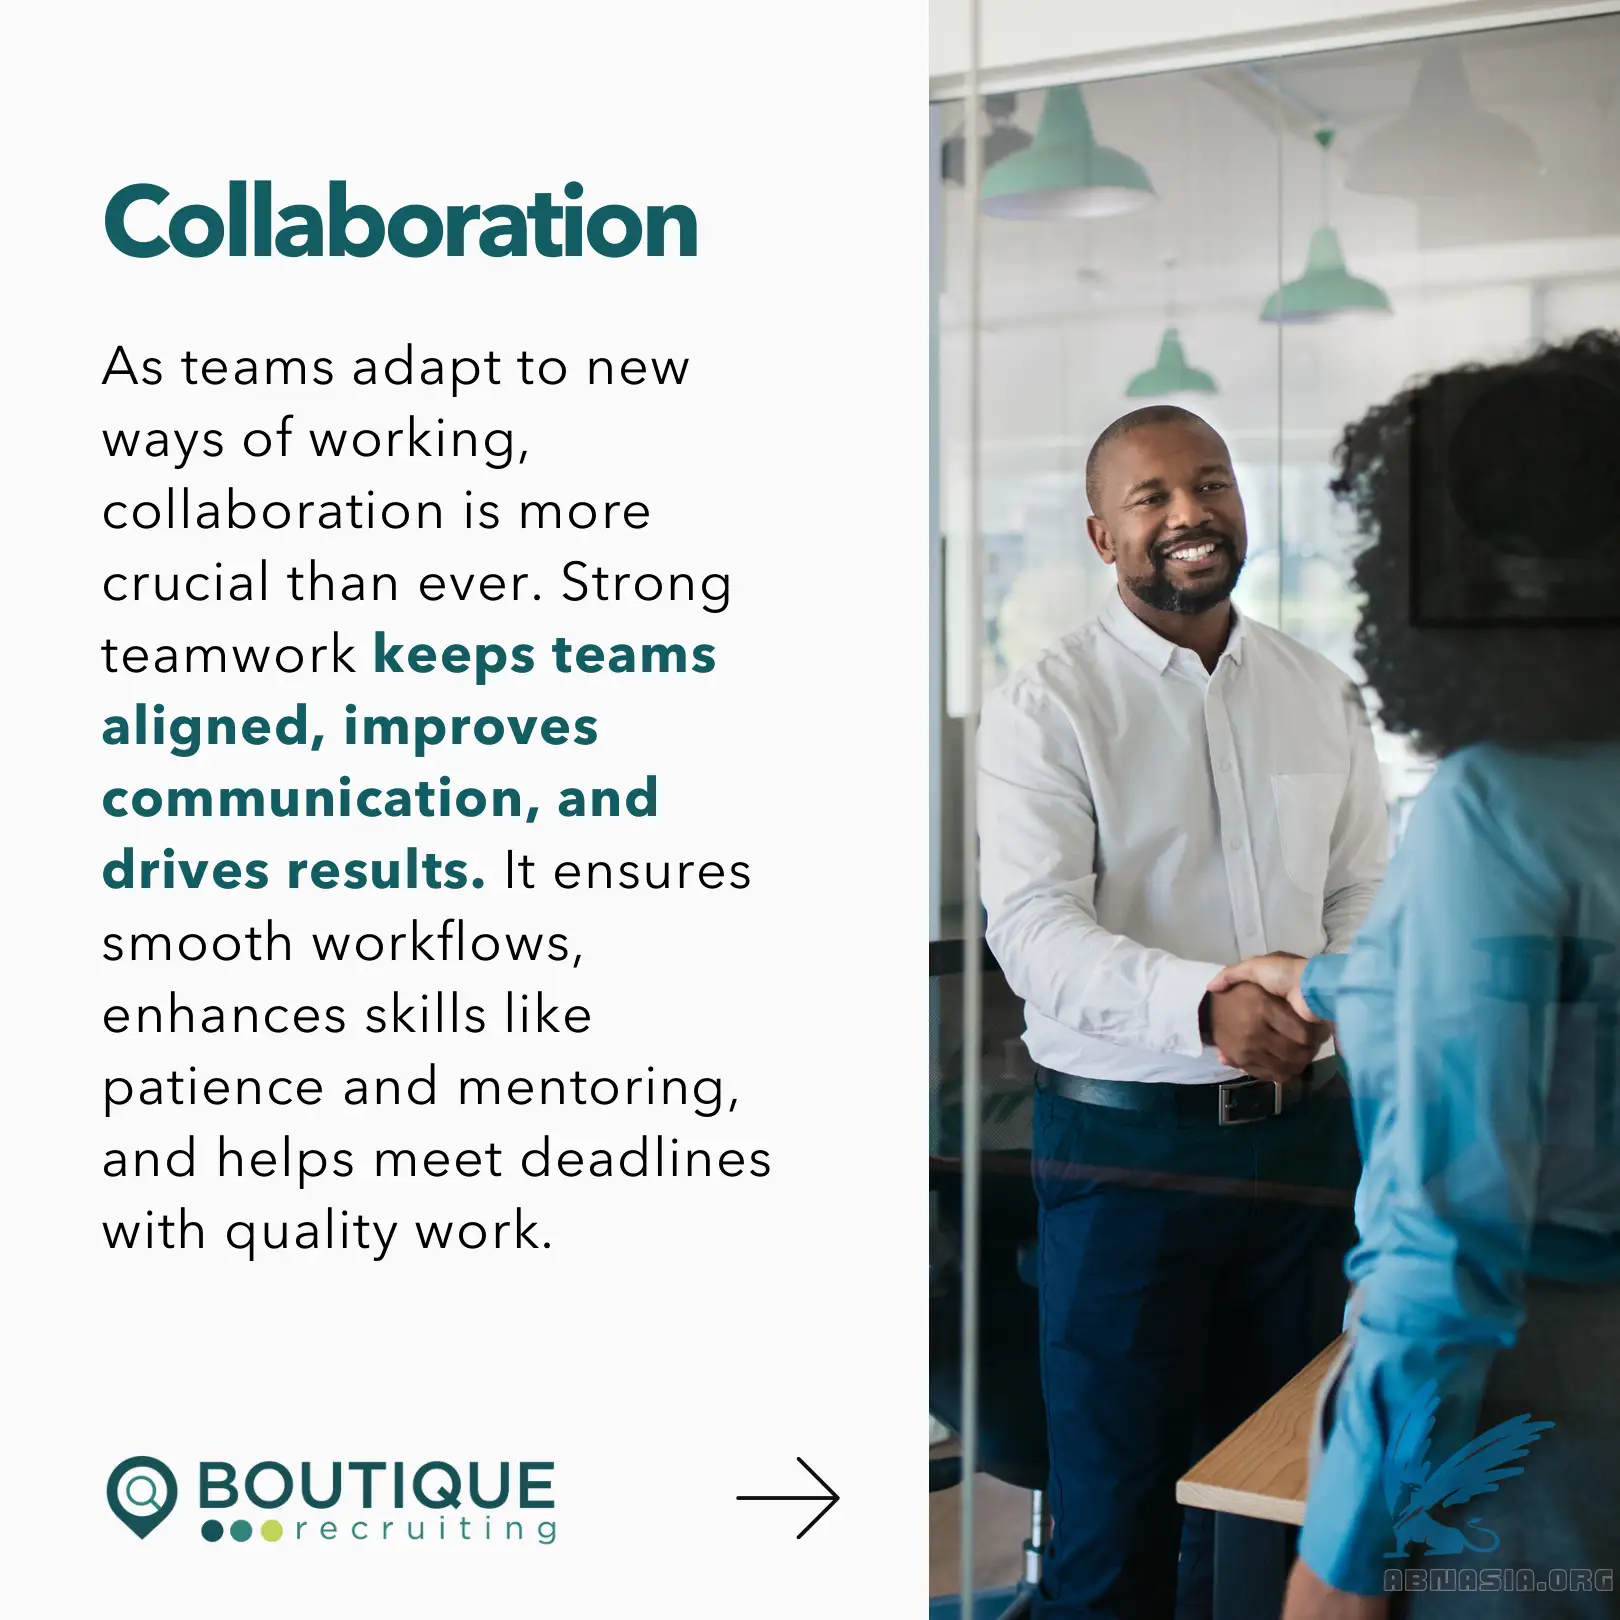 Collaboration
As teams adapt to new
ways of working,
collaboration is more
crucial than ever. Strong
teamwork keeps teams
aligned, improves
communication, and
drives results. It ensures
smooth workflows,
enhances skills like
patience and mentoring,
and helps meet deadlines
with quality work.
BOUTIQUE
recruiting
ABNASIA.ORG